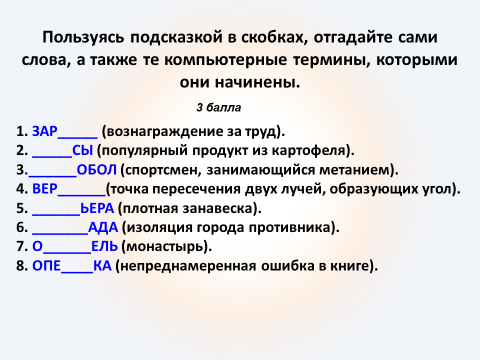 Пользуясь подсказкой в скобках, отгадайте сами
слова, а также те компьютерные термины, которыми
они начинены.
3 балла
1. ЗАР_____ (вознаграждение за труд).
2. _____СЫ (популярный продукт из картофеля).
3.______ОБОЛ (спортсмен, занимающийся метанием).
4. ВЕР______(точка пересечения двух лучей, образующих угол).
5. ______ЬЕРА (плотная занавеска).
6. _______АДА (изоляция города противника).
7. О______ЕЛЬ (монастырь).
8. ОПЕ____КА (непреднамеренная ошибка в книге).